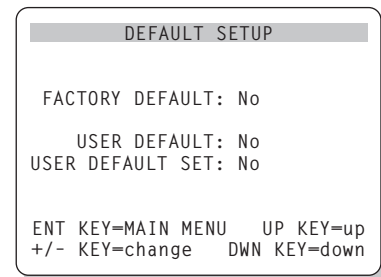 DEFAULT SETUP
FACTORY DEFAULT: No
USER DEFAULT: No
USER DEFAULT SET: No
ENT KEY=MAIN MENU UP KEY=up
+/- KEY=change DWN KEY=down